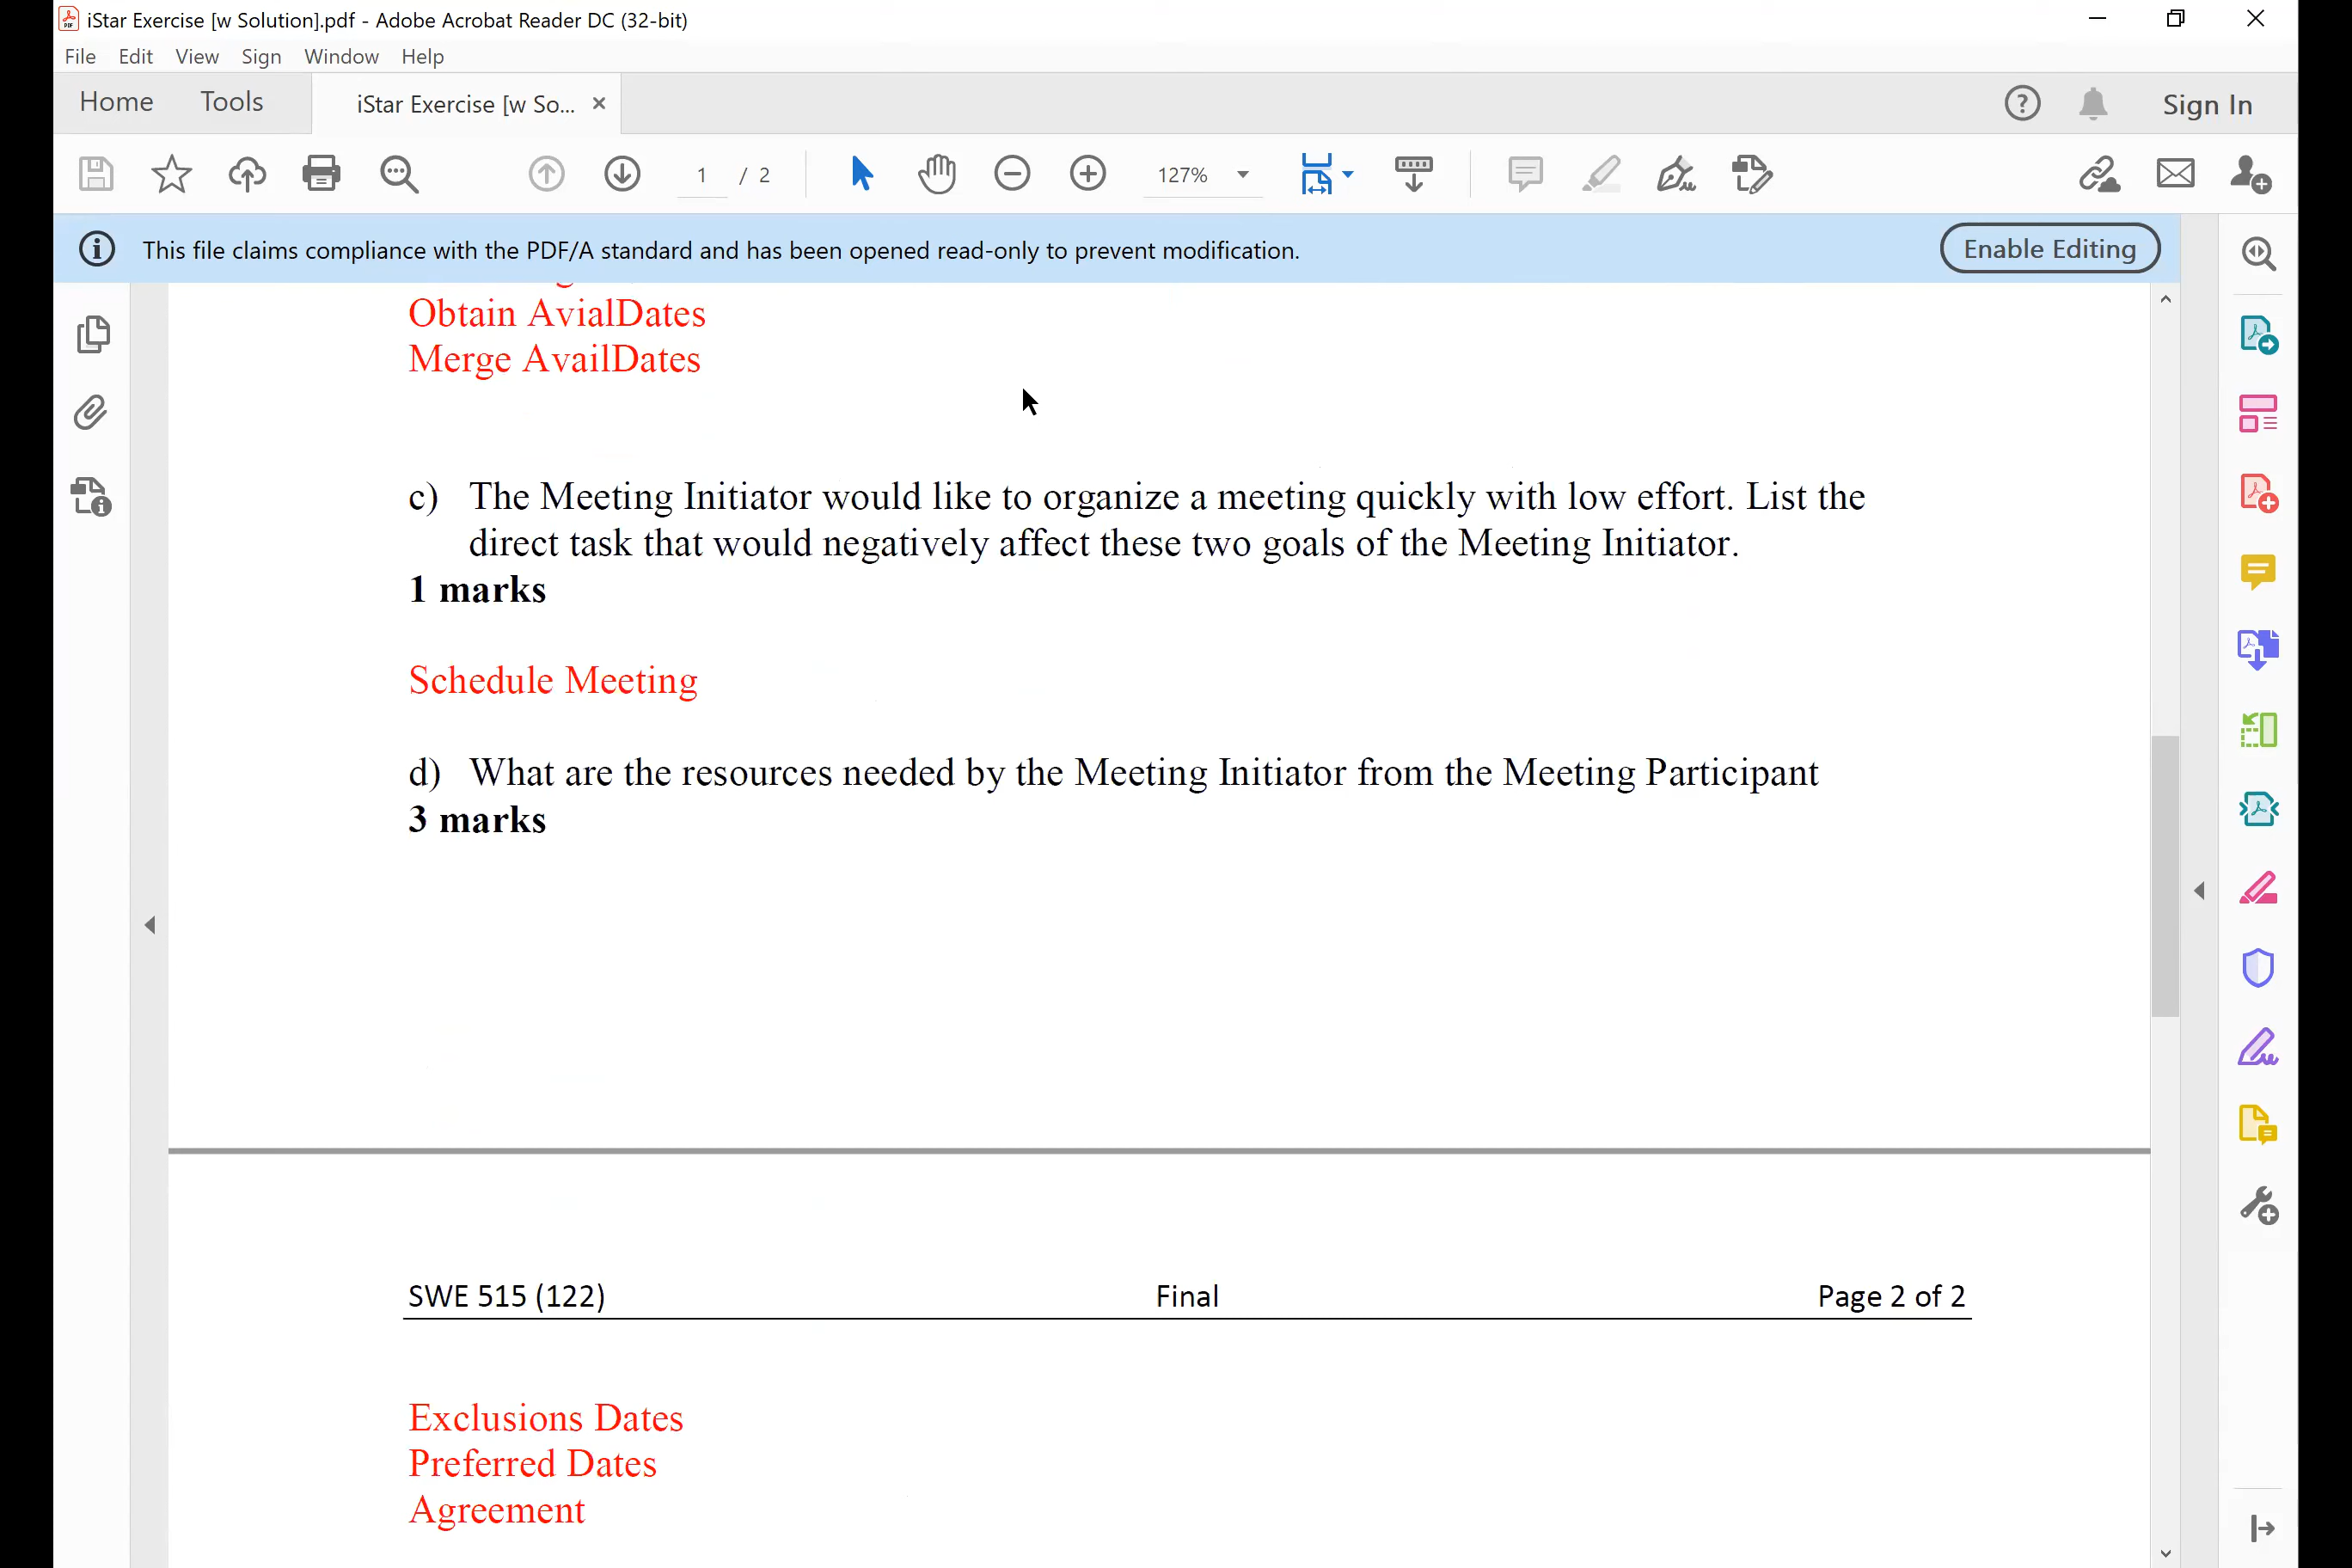 iStar Exercise [w Solution].pdf - Adobe Acrobat Reader DC (32-bit)
File Edit View Sign Window Help
Home Tools iStar Exercise [w So... Sign In
1 / 2 127%
This file claims compliance with the PDF/A standard and has been opened read-only to prevent modification. Enable Editing
Obtain AvialDates
Merge AvailDates
c) The Meeting Initiator would like to organize a meeting quickly with low effort. List the
direct task that would negatively affect these two goals of the Meeting Initiator.
1 marks
Schedule Meeting
d) What are the resources needed by the Meeting Initiator from the Meeting Participant
3 marks
SWE 515 (122) Final Page 2 of 2
Exclusions Dates
Preferred Dates
Agreement